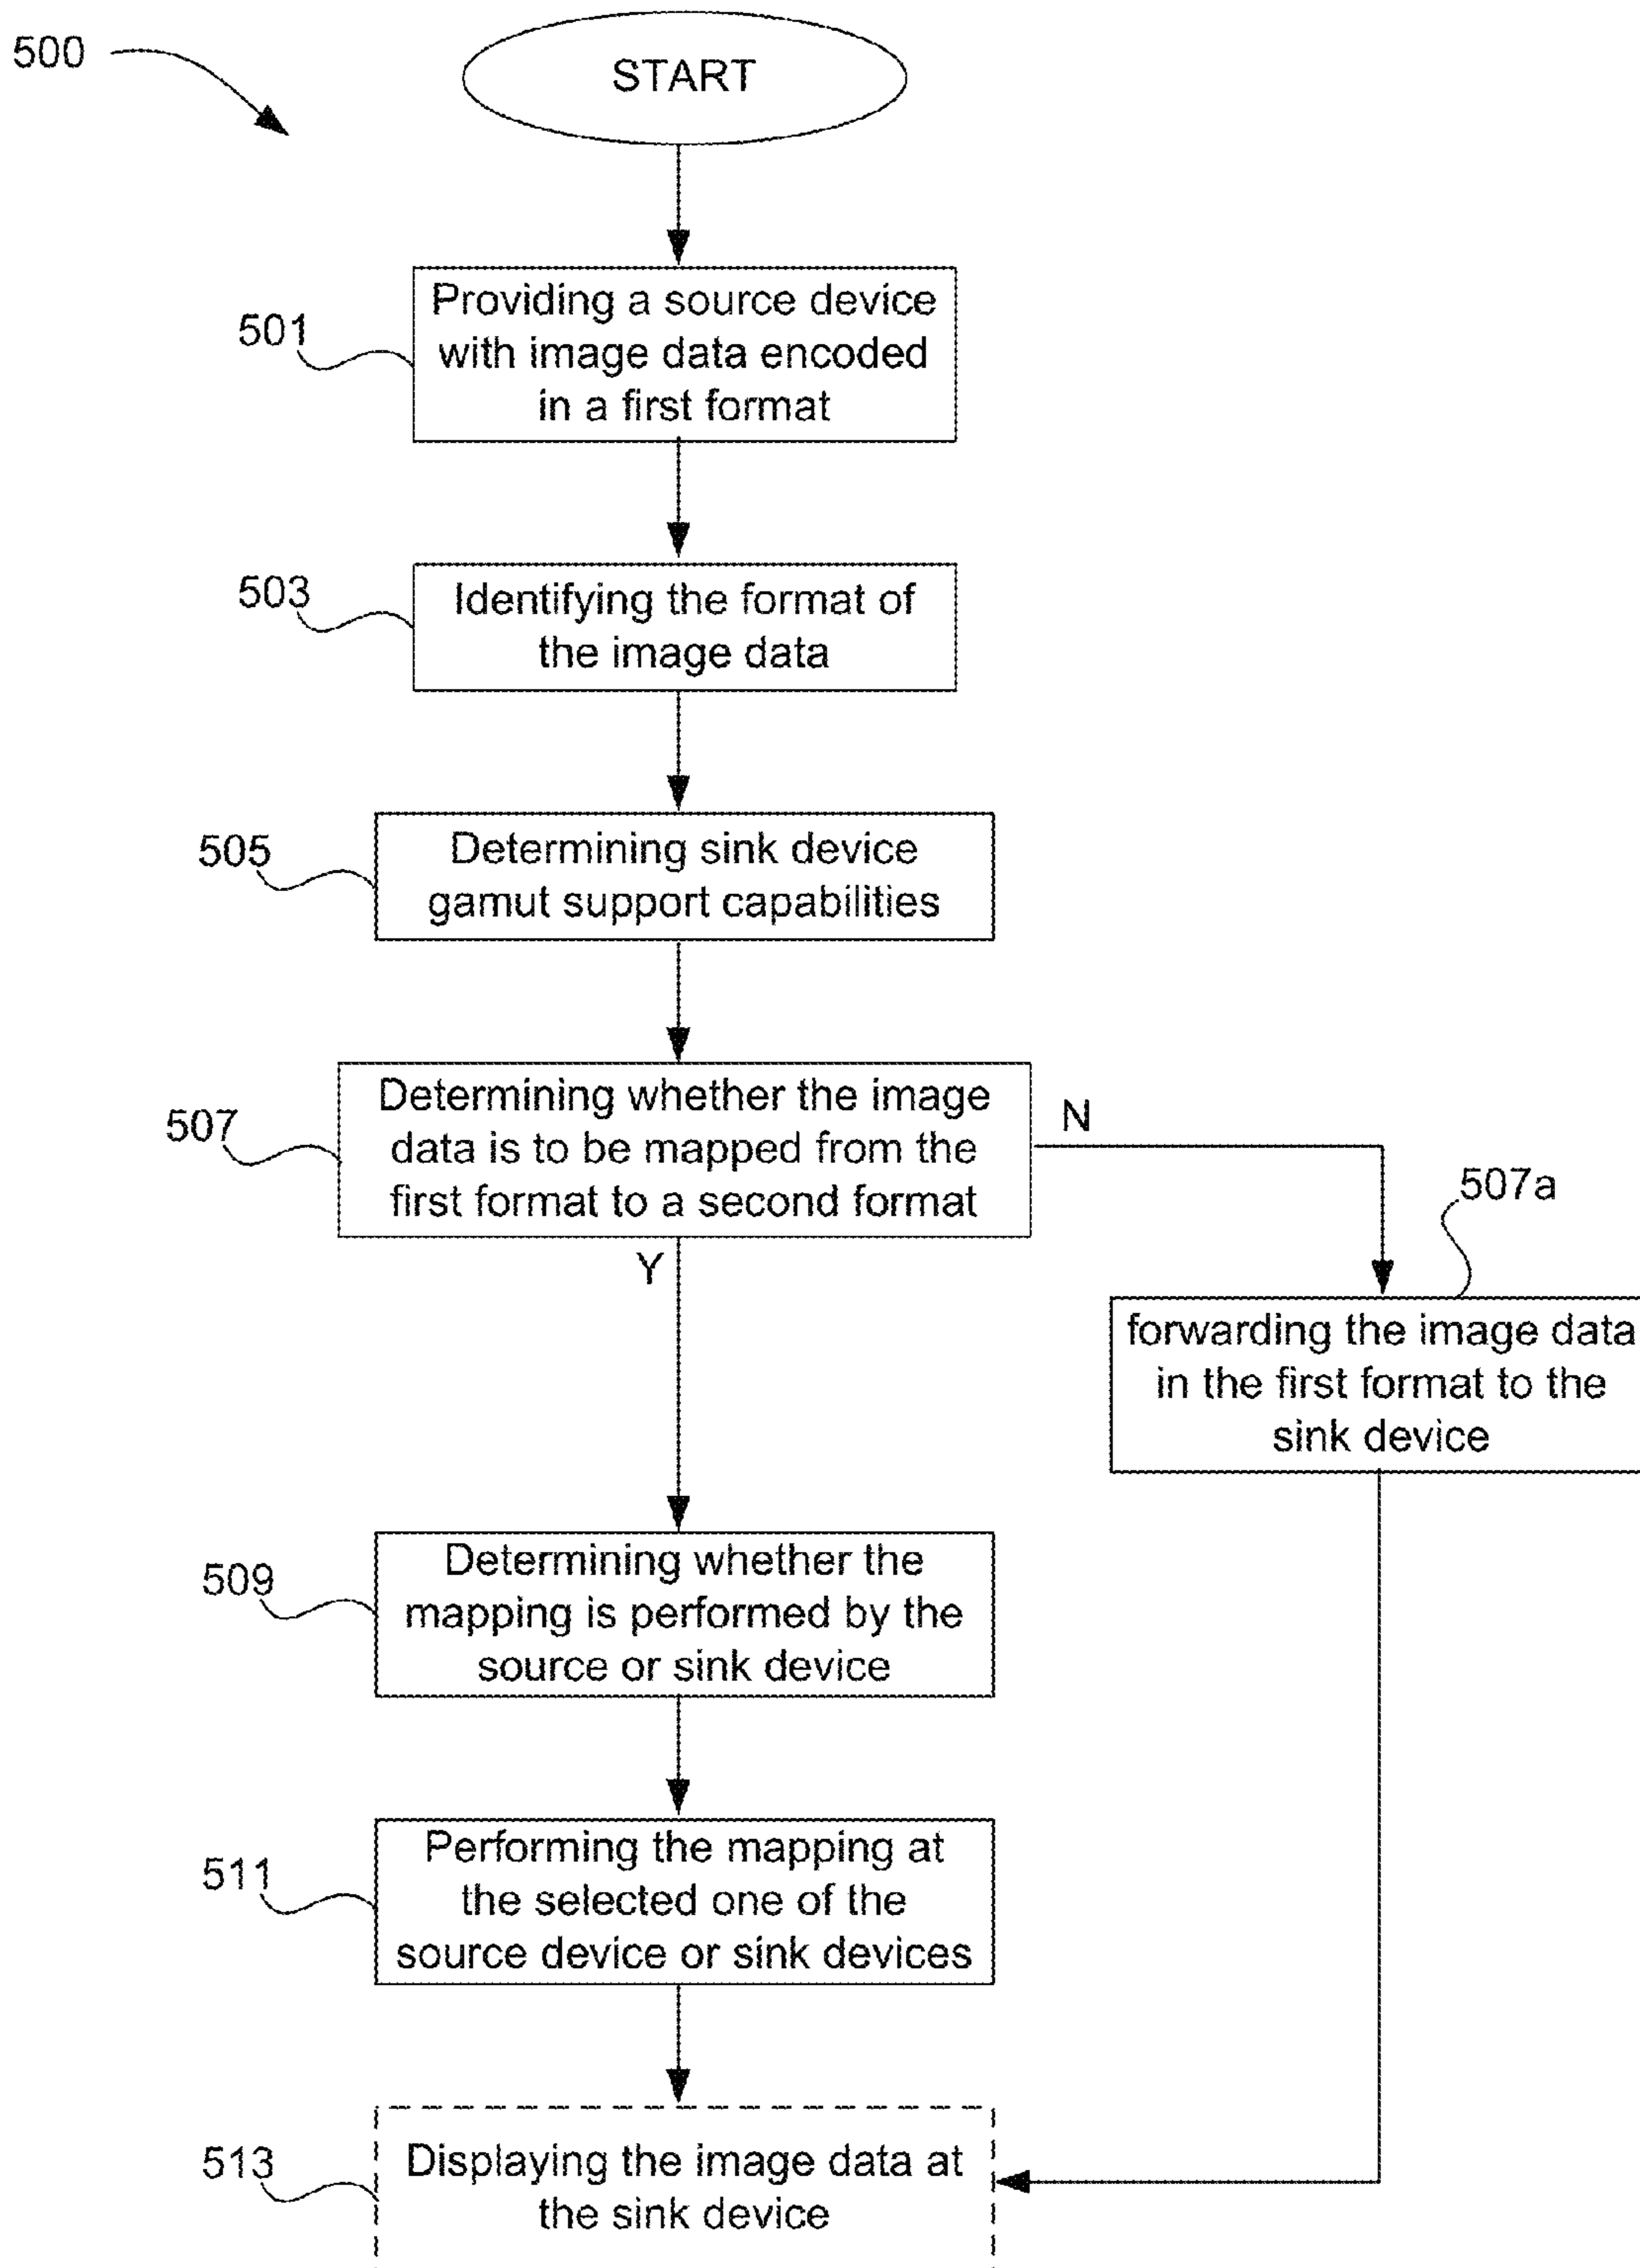 500
START
501
Providing a source device
with image data encoded
in a first format
503
Identifying the format of
the image data
505
Determining sink device
gamut support capabilities
507
Determining whether the image
data is to be mapped from the
first format to a second format
N
Y
507a
forwarding the image data
in the first format to the
sink device
509
Determining whether the
mapping is performed by the
source or sink device
511
Performing the mapping at
the selected one of the
source device or sink devices
513
Displaying the image data at
the sink device